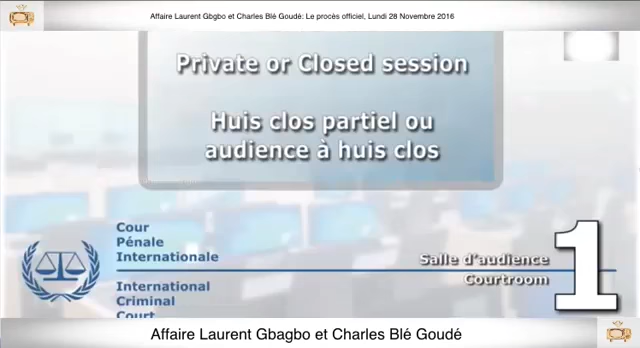 Affaire Laurent Gbgbo et Charles Blé Goudé: Le procès officiel, Lundi 28 Novembre 2016
Private or Closed session
Huis clos partiel ou
audience à huis clos
Cour
Pénale
Internationale
International
Criminal
Court
Salle d'audience
Courtroom
1
Affaire Laurent Gbagbo et Charles Blé Goudé